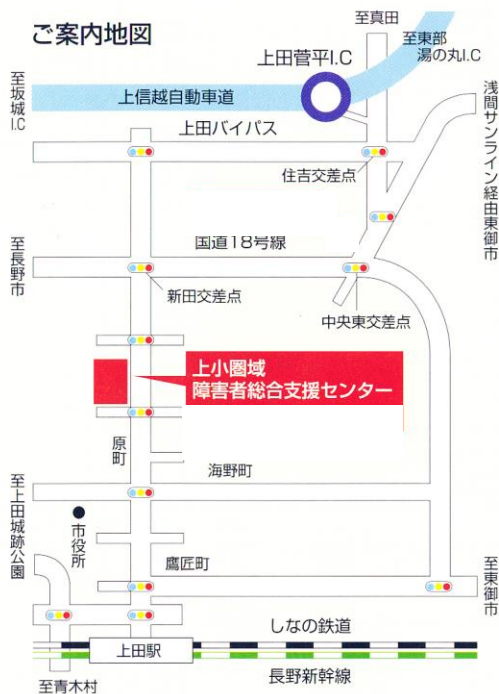 ご案内地図
至真田
至東部
湯の丸I.C
上田菅平I.C
至坂城I.C
上信越自動車道
浅間サンライン経由東御市
上田バイパス
住吉交差点
国道18号線
至長野市
新田交差点
中央東交差点
上小圏域
障害者総合支援センター
原町
海野町
至上田城跡公園
市役所
鷹匠町
至東御市
しなの鉄道
上田駅
長野新幹線
至青木村